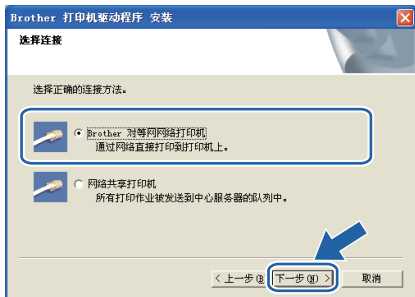 Brother 打印机驱动程序 安装
选择连接
选择正确的连接方法。
Brother 对等网网络打印机
通过网络直接打印到打印机上。
网络共享打印机
所有打印作业被发送到中心服务器的队列中。
< 上一步(B) 下一步(N) > 取消